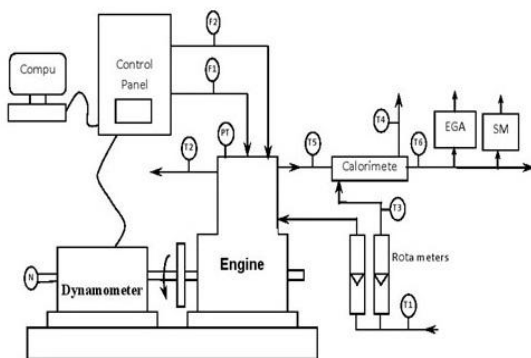 F2
Compu
Control
Panel
F1
T2
PT
T5
T4
T6
EGA
SM
Calorimete
T3
Engine
Rota meters
N
Dynamometer
T1